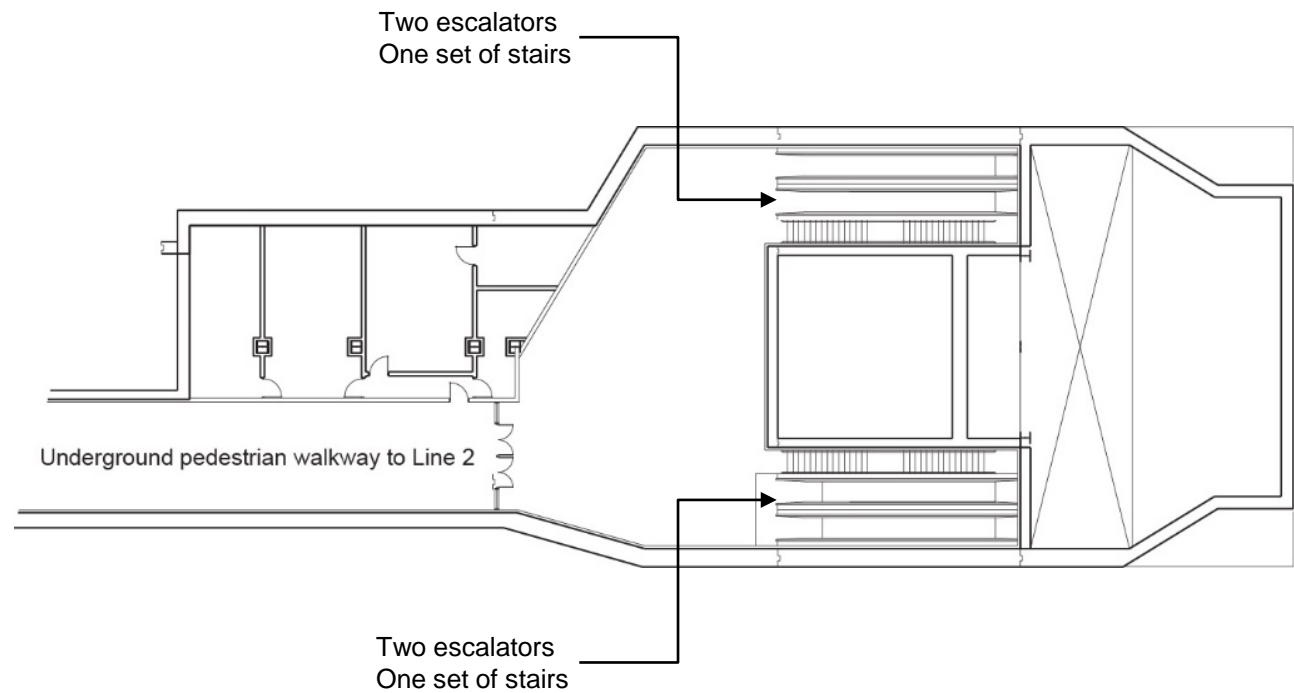 Two escalators
One set of stairs
Underground pedestrian walkway to Line 2
Two escalators
One set of stairs